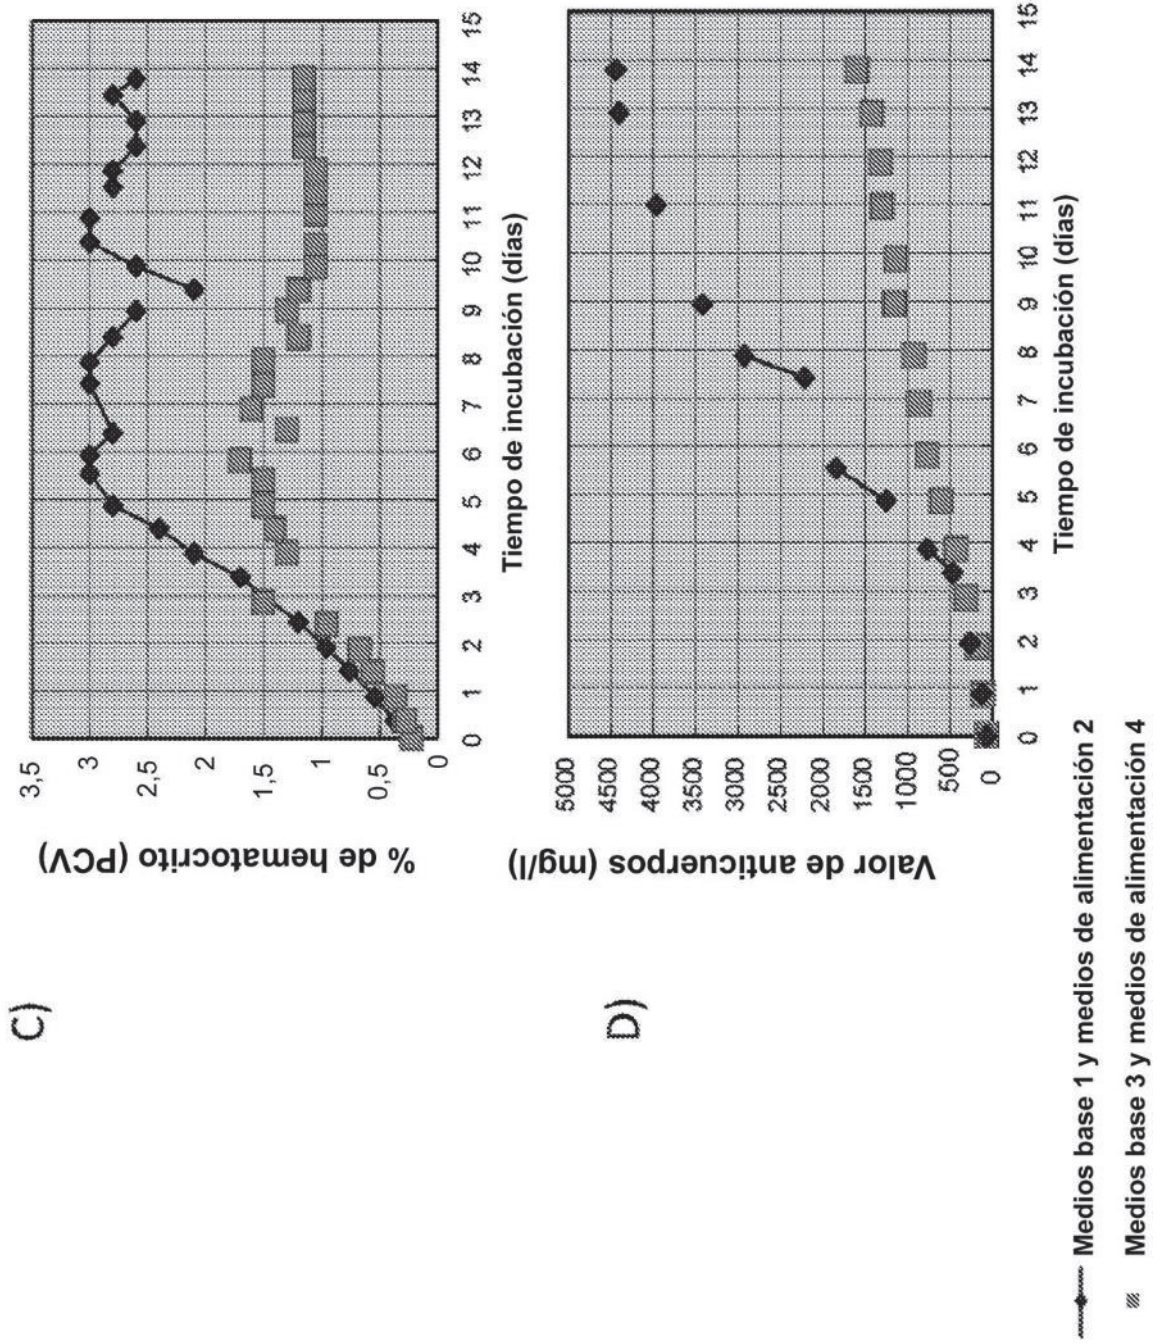 C)
% de hematocrito (PCV)
3,5
3
2,5
2
1,5
1
0,5
0
0 1 2 3 4 5 6 7 8 9 10 11 12 13 14 15
Tiempo de incubación (días)
D)
Valor de anticuerpos (mg/l)
5000
4500
4000
3500
3000
2500
2000
1500
1000
500
0
0 1 2 3 4 5 6 7 8 9 10 11 12 13 14 15
Tiempo de incubación (días)
Medios base 1 y medios de alimentación 2
Medios base 3 y medios de alimentación 4